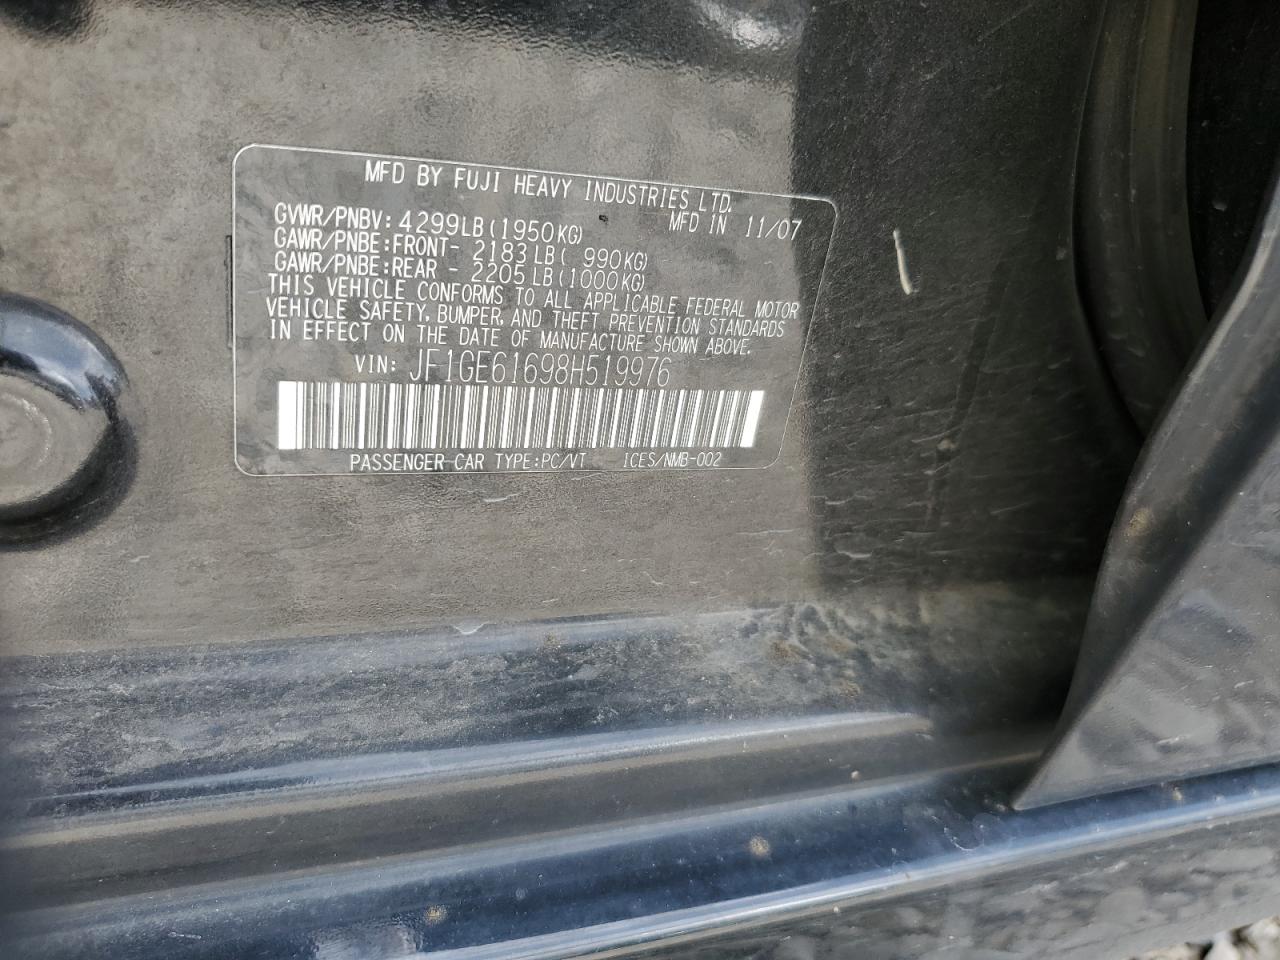 MFD BY FUJI HEAVY INDUSTRIES LTD.
MFD IN 11/07
GVWR/PNBV: 4299LB(1950KG)
GAWR/PNBE:FRONT- 2183LB( 990KG)
GAWR/PNBE:REAR - 2205LB(1000KG)
THIS VEHICLE CONFORMS TO ALL APPLICABLE FEDERAL MOTOR
VEHICLE SAFETY, BUMPER, AND THEFT PREVENTION STANDARDS
IN EFFECT ON THE DATE OF MANUFACTURE SHOWN ABOVE.
VIN: JF1GE61698H519976
PASSENGER CAR TYPE:PC/VT ICES/NMB-002